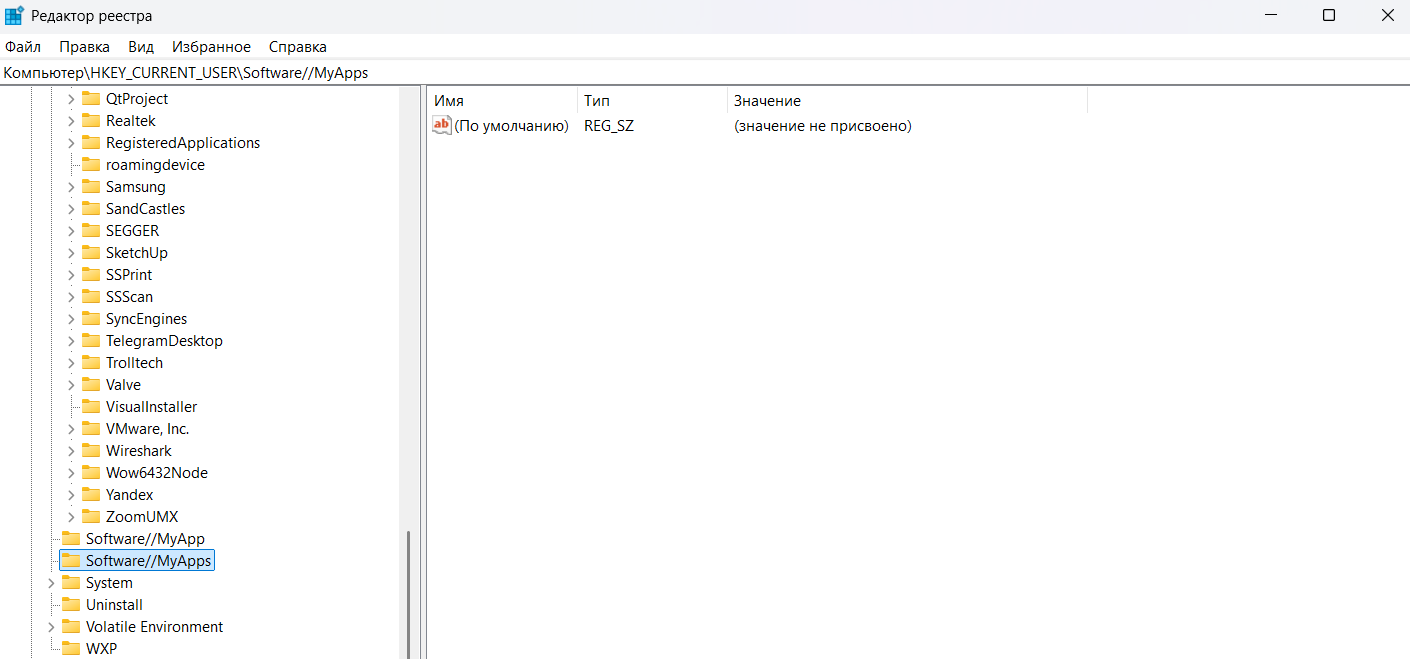 Редактор реестра
Файл Правка Вид Избранное Справка
Компьютер\HKEY_CURRENT_USER\Software//MyApps
QtProject
Realtek
RegisteredApplications
roamingdevice
Samsung
SandCastles
SEGGER
SketchUp
SSPrint
SSScan
SyncEngines
TelegramDesktop
Trolltech
Valve
VisualInstaller
VMware, Inc.
Wireshark
Wow6432Node
Yandex
ZoomUMX
Software//MyApp
Software//MyApps
System
Uninstall
Volatile Environment
WXP
Имя Тип Значение
ab (По умолчанию) REG_SZ (значение не присвоено)